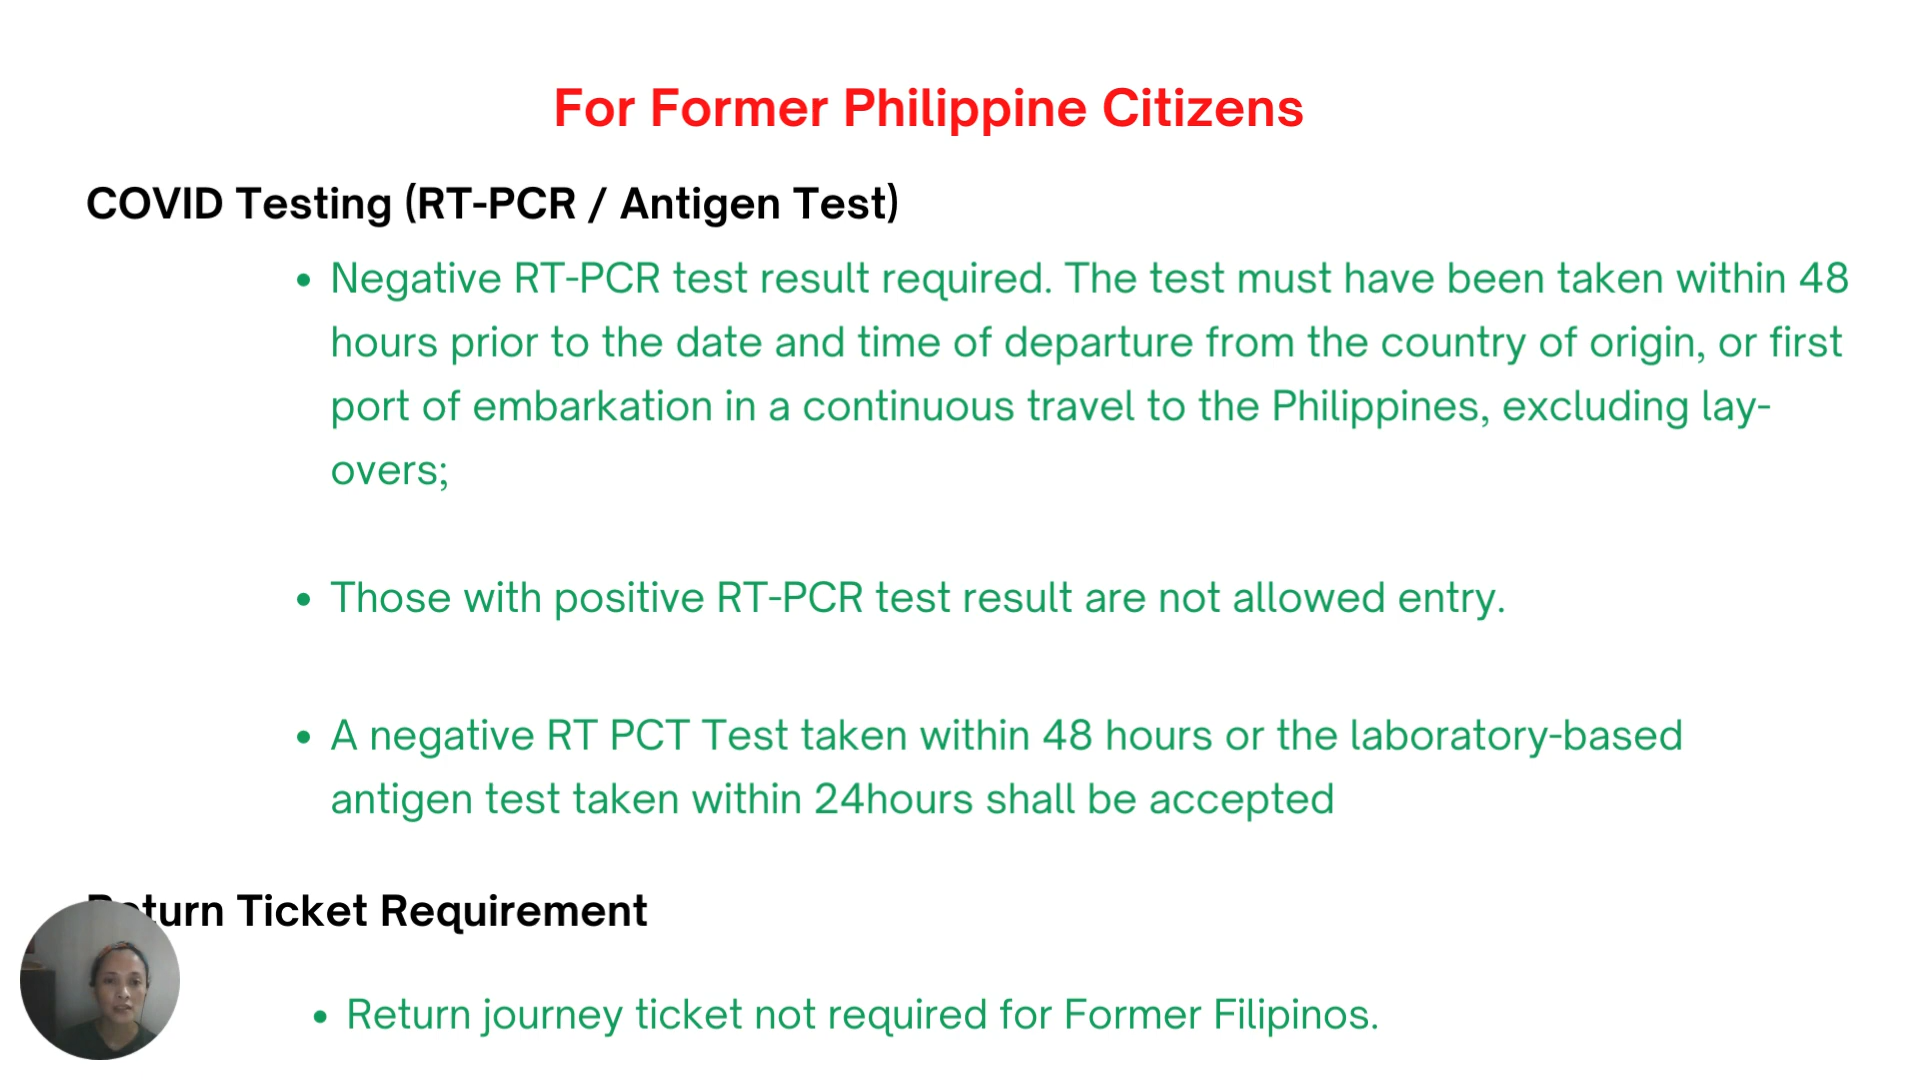 For Former Philippine Citizens
COVID Testing (RT-PCR / Antigen Test)
• Negative RT-PCR test result required. The test must have been taken within 48
hours prior to the date and time of departure from the country of origin, or first
port of embarkation in a continuous travel to the Philippines, excluding lay-
overs;
• Those with positive RT-PCR test result are not allowed entry.
• A negative RT PCT Test taken within 48 hours or the laboratory-based
antigen test taken within 24hours shall be accepted
Return Ticket Requirement
• Return journey ticket not required for Former Filipinos.